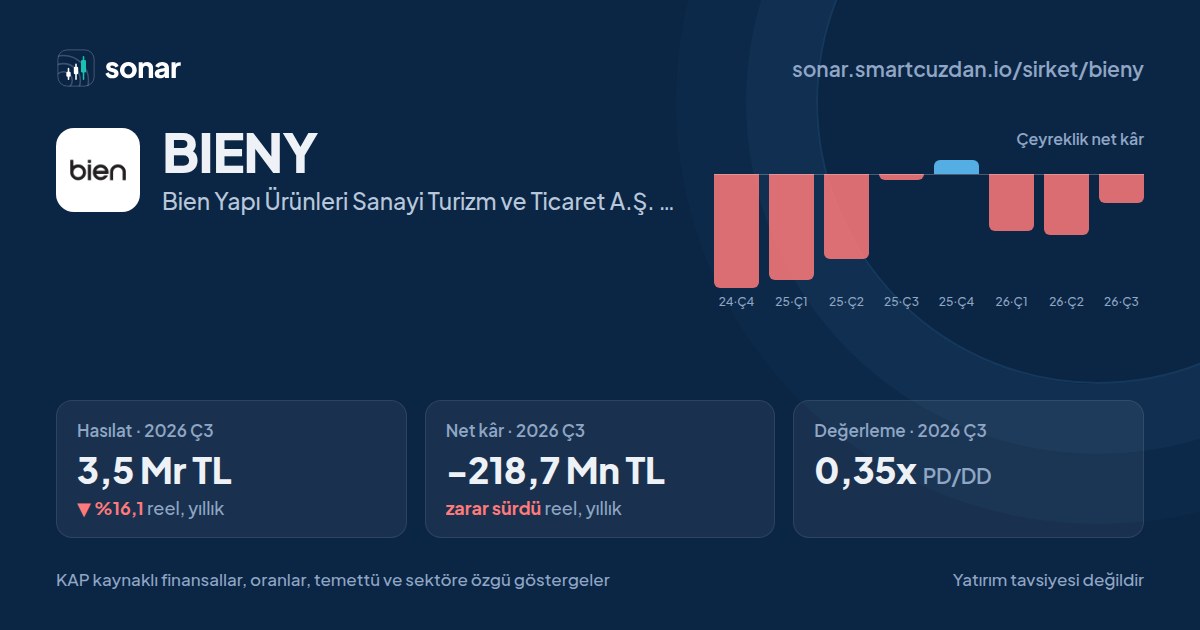 sonar
sonar.smartcuzdan.io/sirket/bieny
bien
BIENY
Bien Yapı Ürünleri Sanayi Turizm ve Ticaret A.Ş. ...
Çeyreklik net kâr
24·Ç4 25·Ç1 25·Ç2 25·Ç3 25·Ç4 26·Ç1 26·Ç2 26·Ç3
Hasılat · 2026 Ç3
3,5 Mr TL
▼ %16,1 reel, yıllık
Net kâr · 2026 Ç3
−218,7 Mn TL
zarar sürdü reel, yıllık
Değerleme · 2026 Ç3
0,35x PD/DD
KAP kaynaklı finansallar, oranlar, temettü ve sektöre özgü göstergeler
Yatırım tavsiyesi değildir